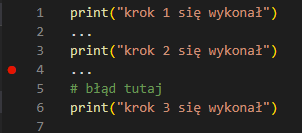 1 print("krok 1 się wykonał")
2 ...
3 print("krok 2 się wykonał")
4 ...
5 # błąd tutaj
6 print("krok 3 się wykonał")
7